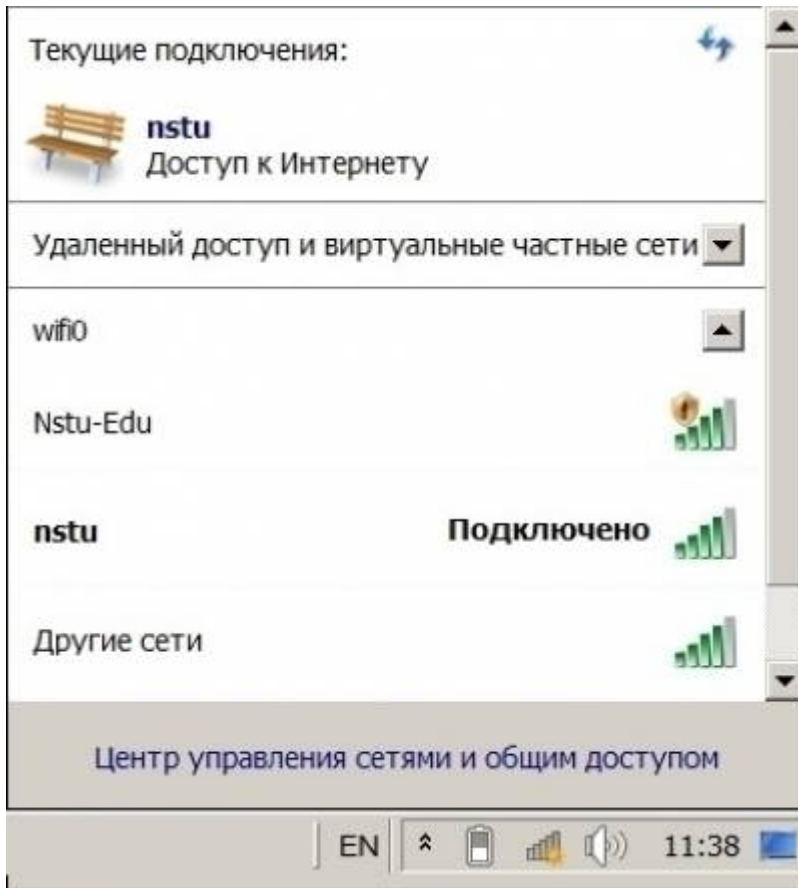 Текущие подключения:
nstu
Доступ к Интернету
Удаленный доступ и виртуальные частные сети
wifi0
Nstu-Edu
nstu Подключено
Другие сети
Центр управления сетями и общим доступом
EN 11:38